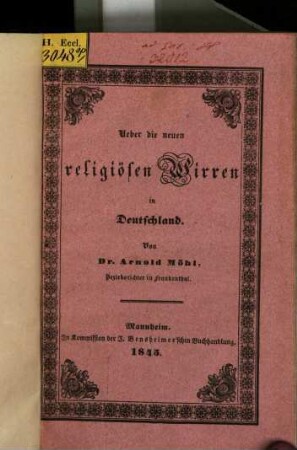 H. Eccl.
3048
Ueber die neuen
religiösen Wirren
in
Deutschland.
Von
Dr. Arnold Möhl,
Bezirksrichter in Frankenthal.
Mannheim.
In Kommission der J. Bensheimer'schen Buchhandlung.
1845.